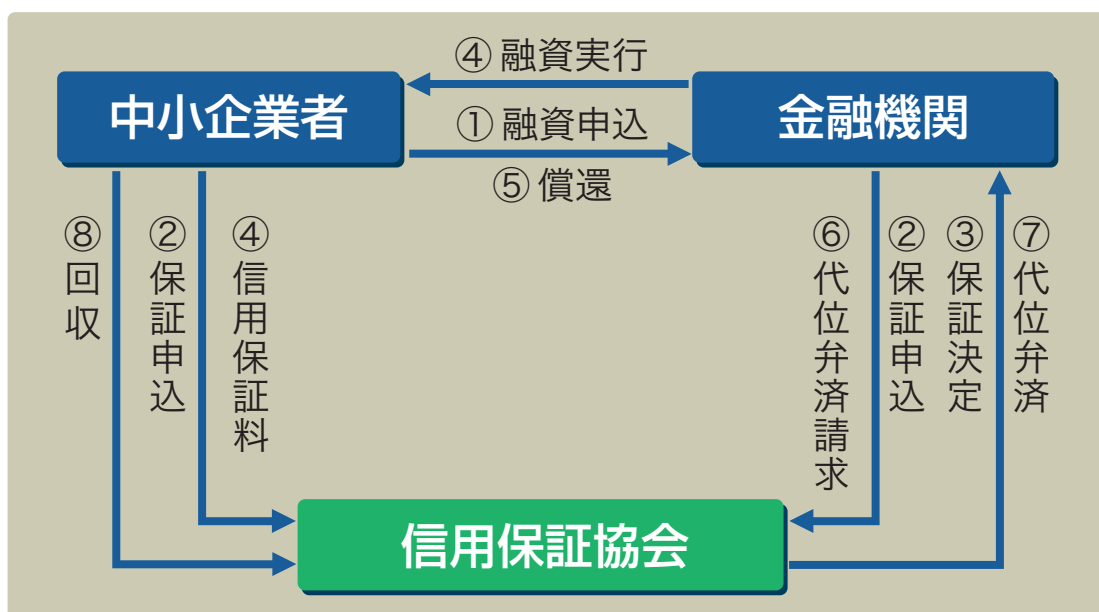 ④融資実行
中小企業者
金融機関
①融資申込
⑤償還
⑧回収
②保証申込
④信用保証料
⑥代位弁済請求
②保証申込
③保証決定
⑦代位弁済
信用保証協会